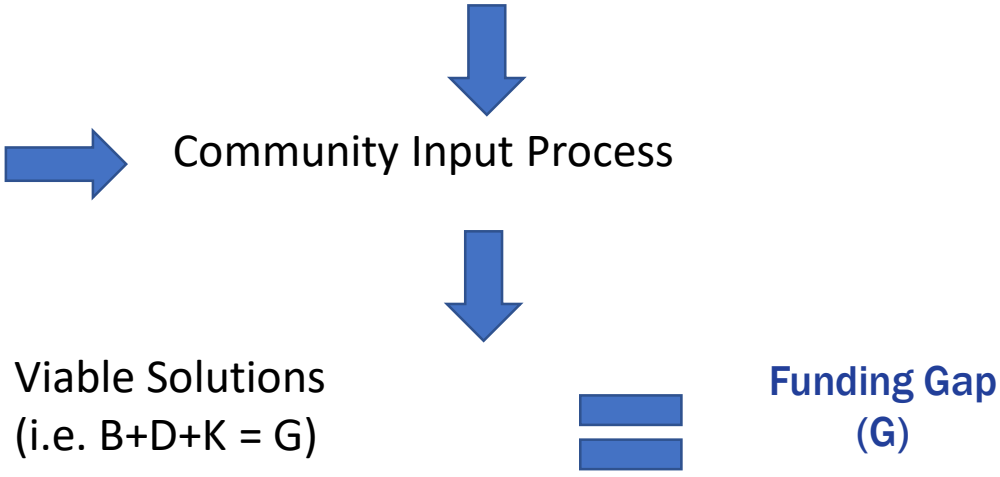 Community Input Process
Viable Solutions
(i.e. B+D+K = G)
Funding Gap
(G)